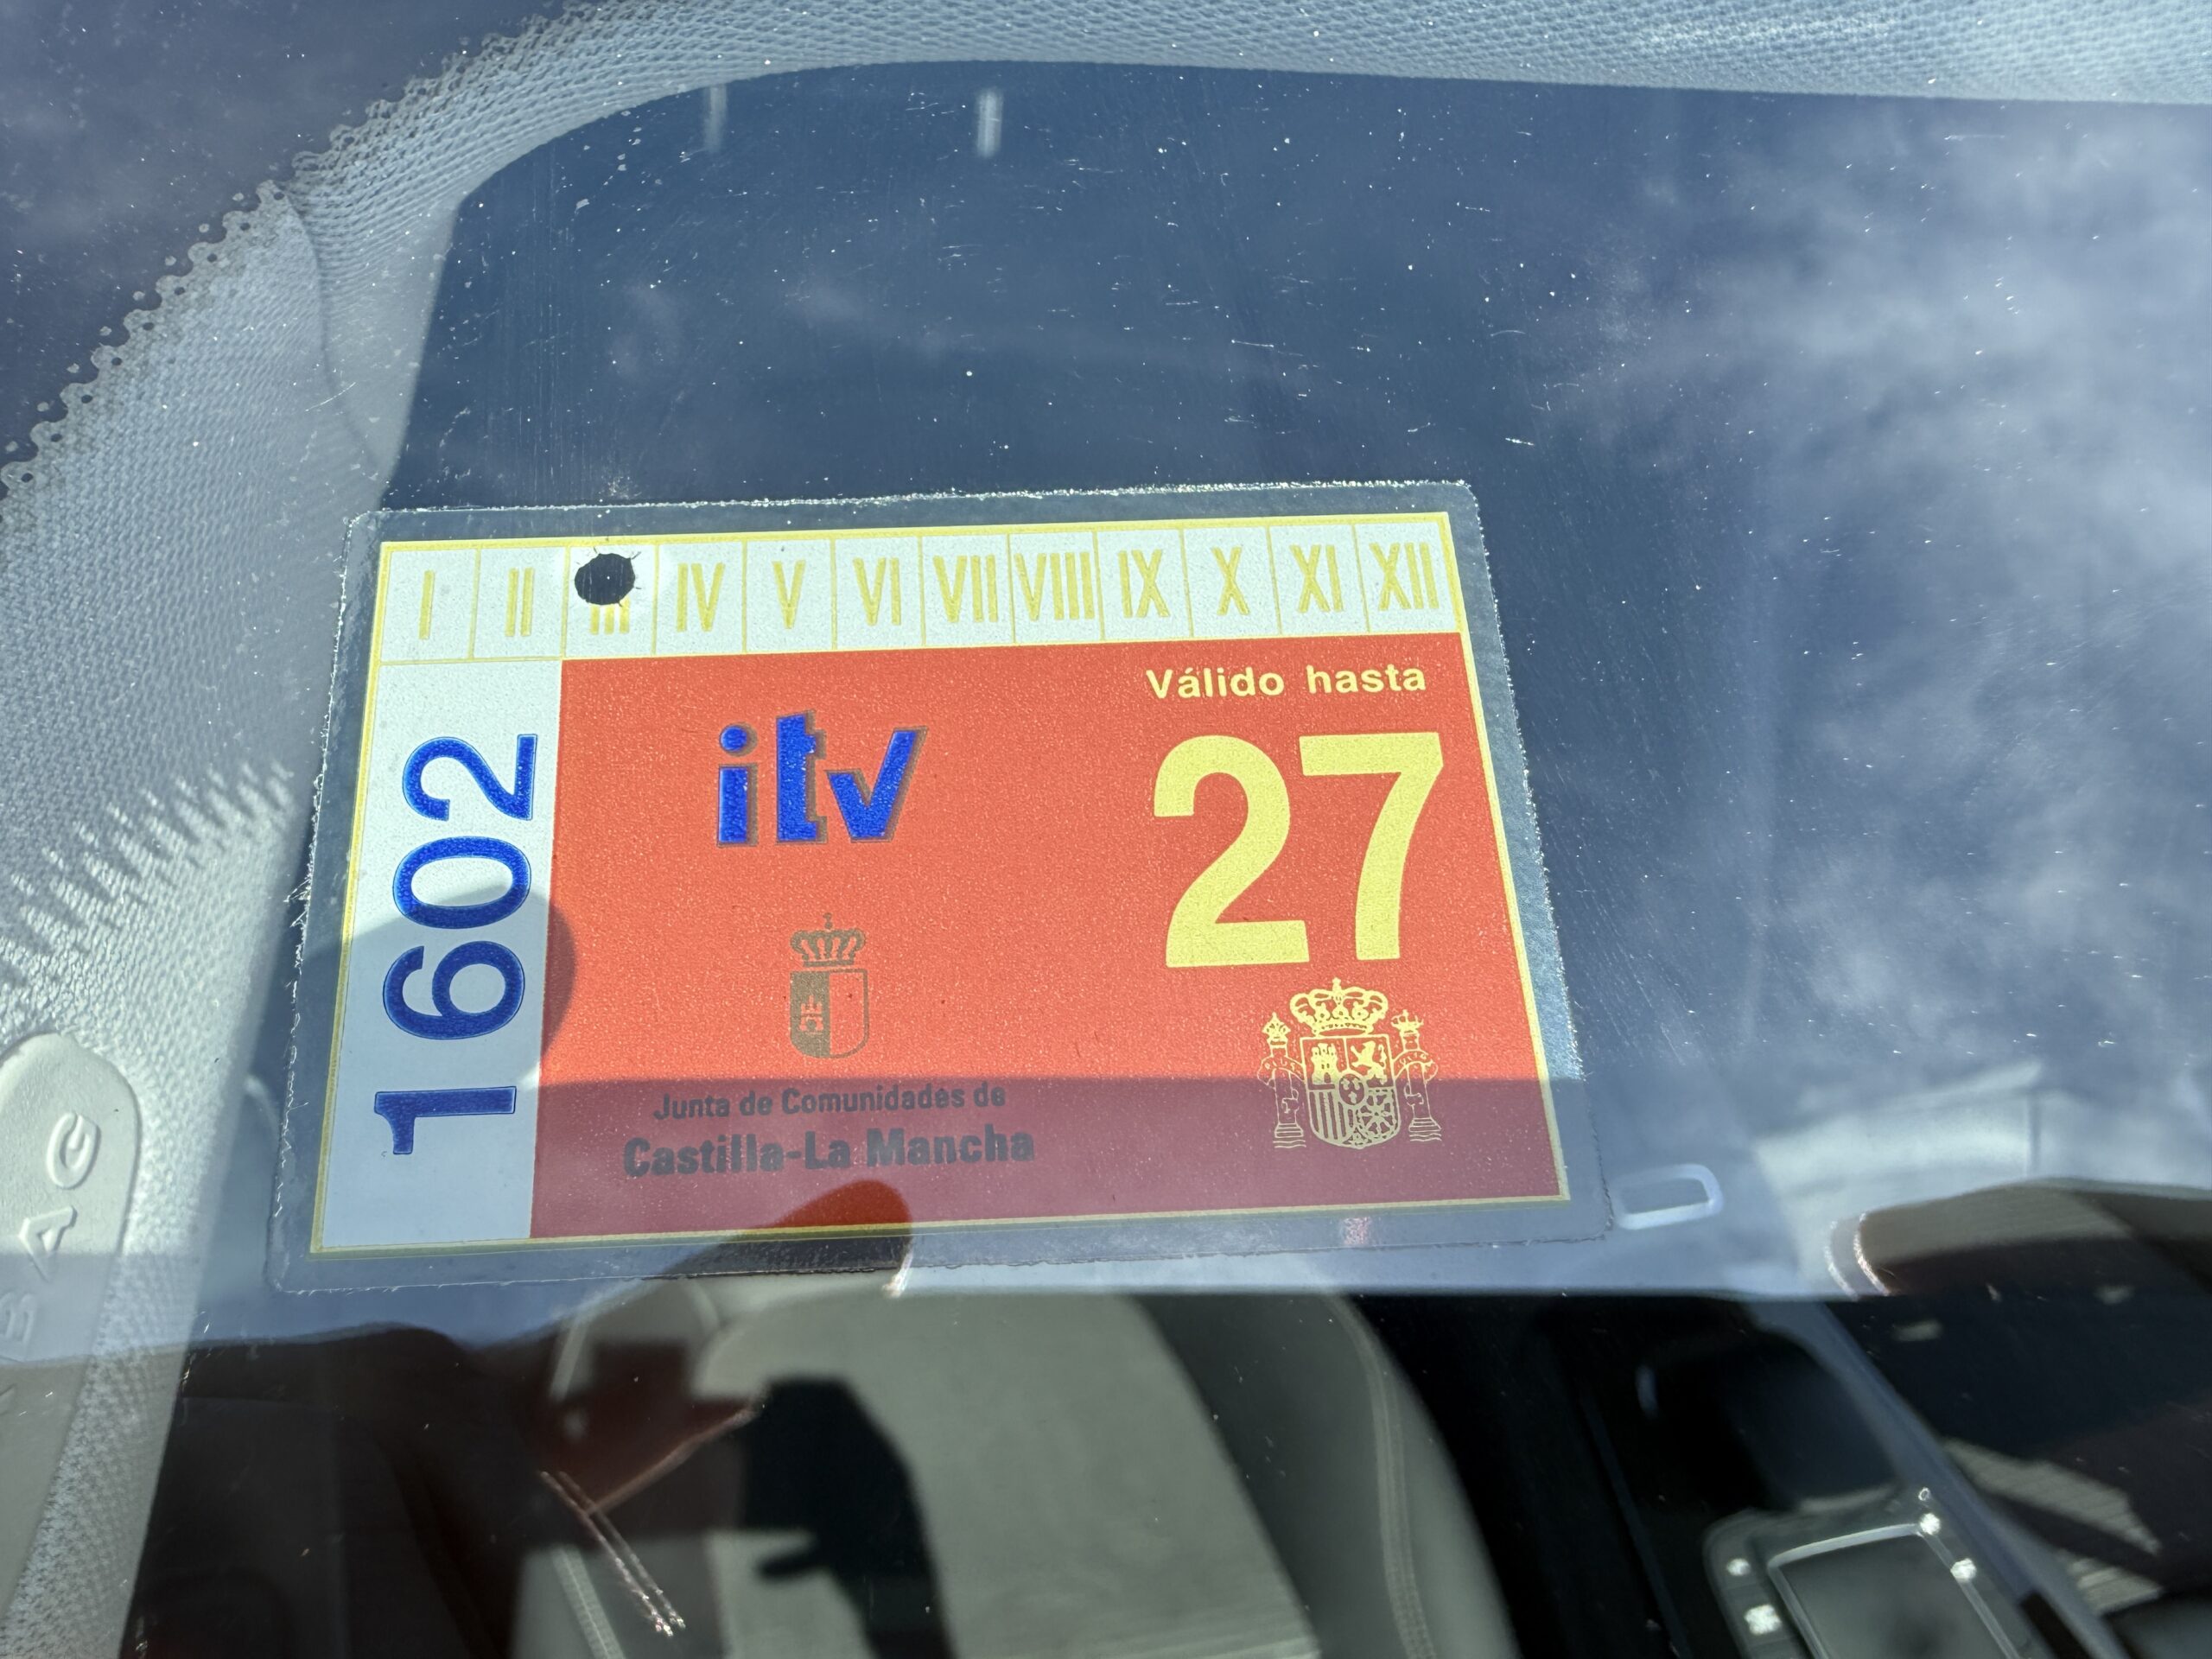 I II III IV V VI VII VIII IX X XI XII
Válido hasta
itv
27
1602
Junta de Comunidades de
Castilla-La Mancha
BAG